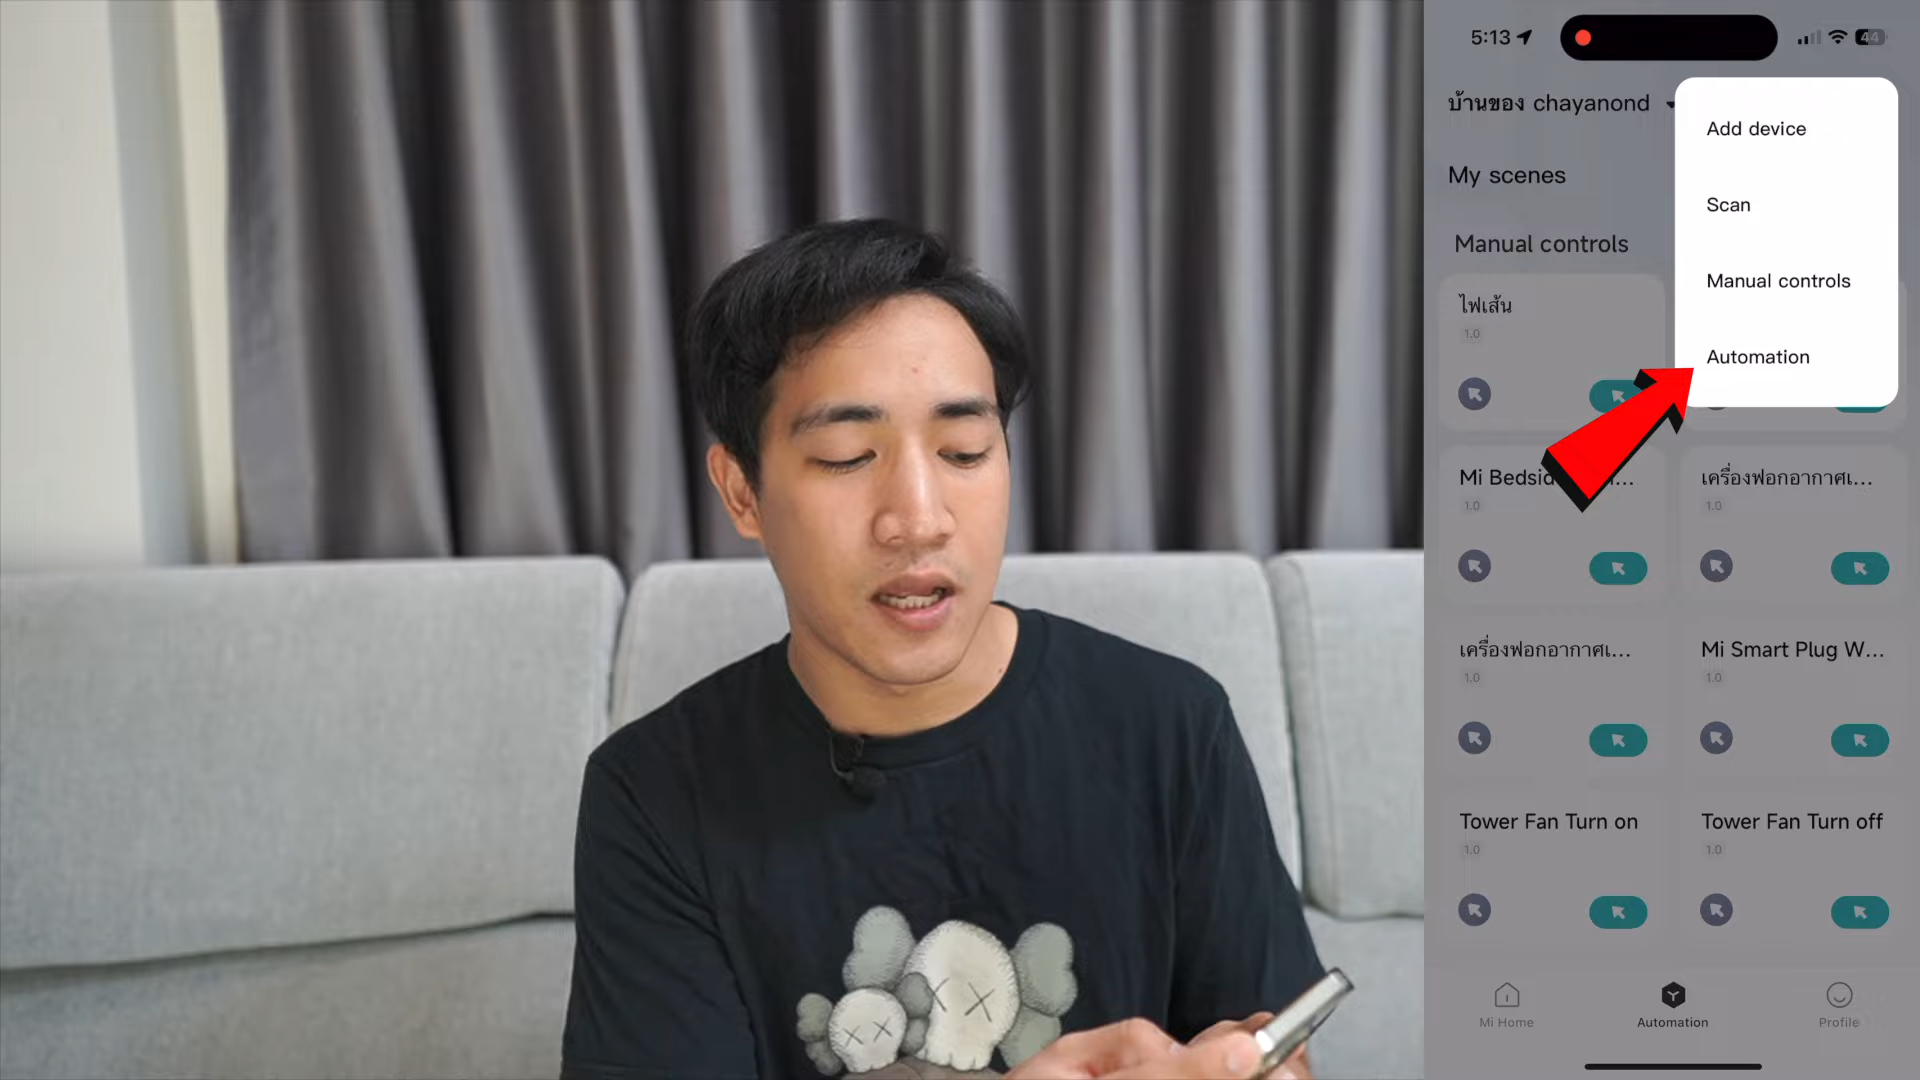 5:13
44
บ้านของ chayanond
Add device
My scenes
Scan
Manual controls
Manual controls
ไฟเส้น
1.0
Automation
Mi Bedsid
เครื่องฟอกอากาศเ...
1.0
1.0
เครื่องฟอกอากาศเ...
Mi Smart Plug W...
1.0
1.0
Tower Fan Turn on
Tower Fan Turn off
1.0
1.0
Mi Home
Automation
Profile